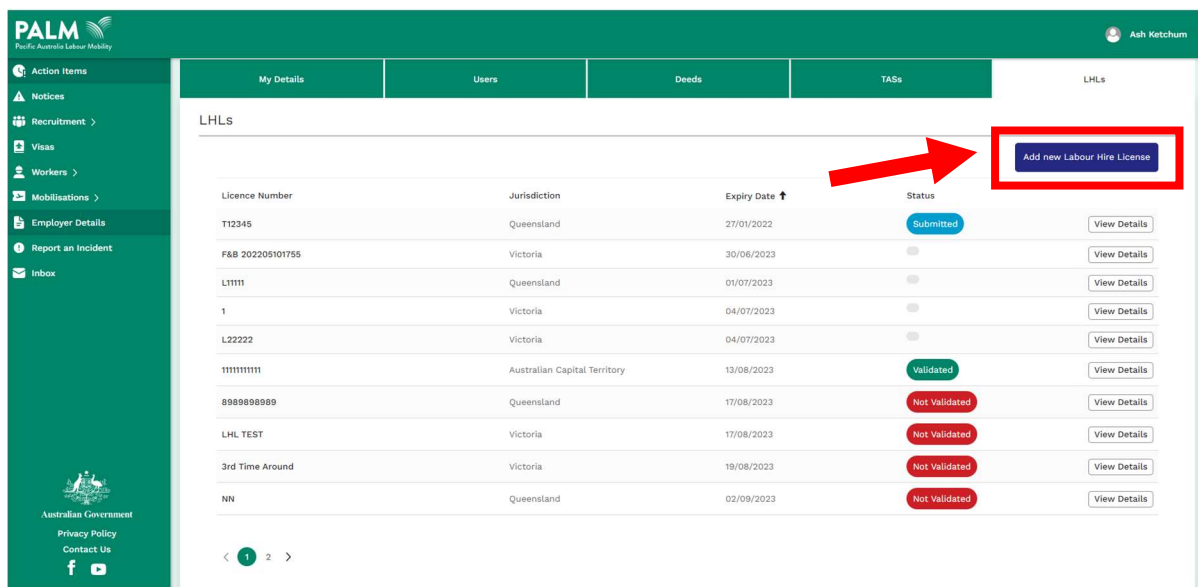 PALM
Pacific Australia Labour Mobility
Ash Ketchum
Action Items
Notices
Recruitment >
Visas
Workers >
Mobilisations >
Employer Details
Report an Incident
Inbox
Australian Government
Privacy Policy
Contact Us
My Details Users Deeds TASs LHLs
LHLs
Add new Labour Hire License
Licence Number Jurisdiction Expiry Date ↑ Status
T12345 Queensland 27/01/2022 Submitted View Details
F&B 202205101755 Victoria 30/06/2023 View Details
L11111 Queensland 01/07/2023 View Details
1 Victoria 04/07/2023 View Details
L22222 Victoria 04/07/2023 View Details
11111111111 Australian Capital Territory 13/08/2023 Validated View Details
8989898989 Queensland 17/08/2023 Not Validated View Details
LHL TEST Victoria 17/08/2023 Not Validated View Details
3rd Time Around Victoria 19/08/2023 Not Validated View Details
NN Queensland 02/09/2023 Not Validated View Details
< 1 2 >